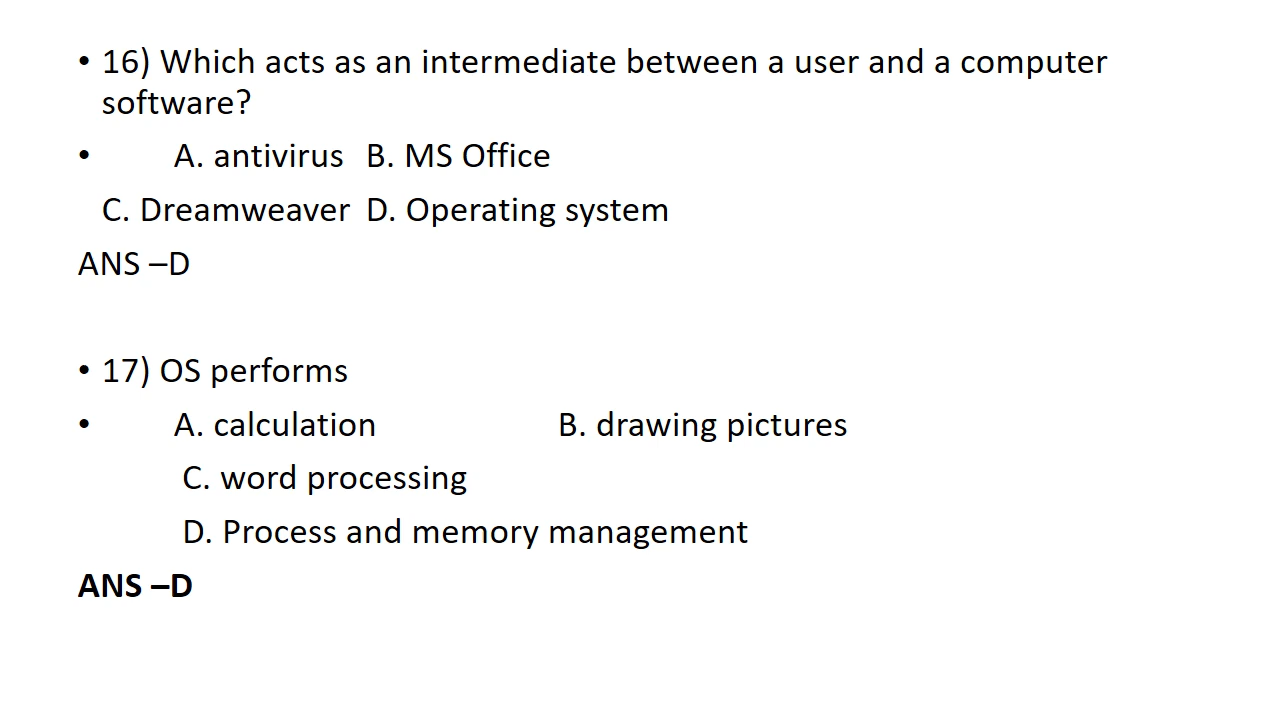 • 16) Which acts as an intermediate between a user and a computer
software?
• A. antivirus B. MS Office
C. Dreamweaver D. Operating system
ANS –D
• 17) OS performs
• A. calculation B. drawing pictures
C. word processing
D. Process and memory management
ANS –D